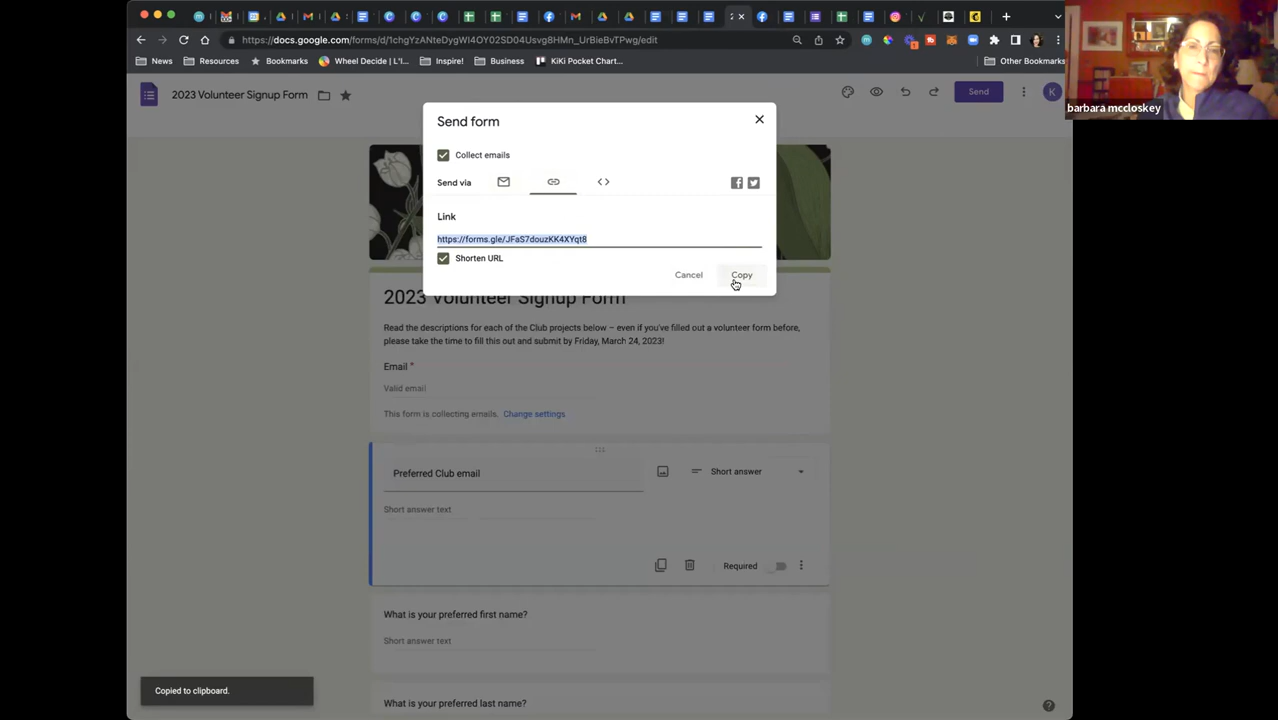 https://docs.google.com/forms/d/1chgYzANteDygWI4OY02SD04Usvg8HMn_UrBieBvTPwg/edit
News
Resources
Bookmarks
Wheel Decide | L'I...
Inspire!
Business
KiKi Pocket Chart...
Other Bookmarks
barbara mccloskey
2023 Volunteer Signup Form
Send
K
Send form
Collect emails
Send via
Link
https://forms.gle/JFaS7douzKK4XYqt8
Shorten URL
Cancel
Copy
2023 Volunteer Signup Form
Read the descriptions for each of the Club projects below – even if you've filled out a volunteer form before,
please take the time to fill this out and submit by Friday, March 24, 2023!
Email *
Valid email
This form is collecting emails. Change settings
Preferred Club email
Short answer
Short answer text
Required
What is your preferred first name?
Short answer text
What is your preferred last name?
Copied to clipboard.